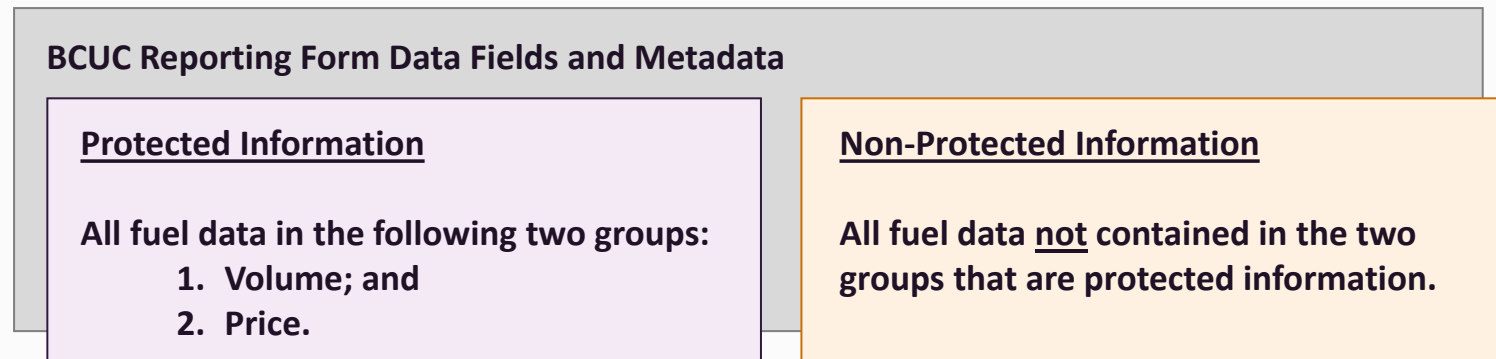 BCUC Reporting Form Data Fields and Metadata
Protected Information
All fuel data in the following two groups:
1. Volume; and
2. Price.
Non-Protected Information
All fuel data not contained in the two
groups that are protected information.